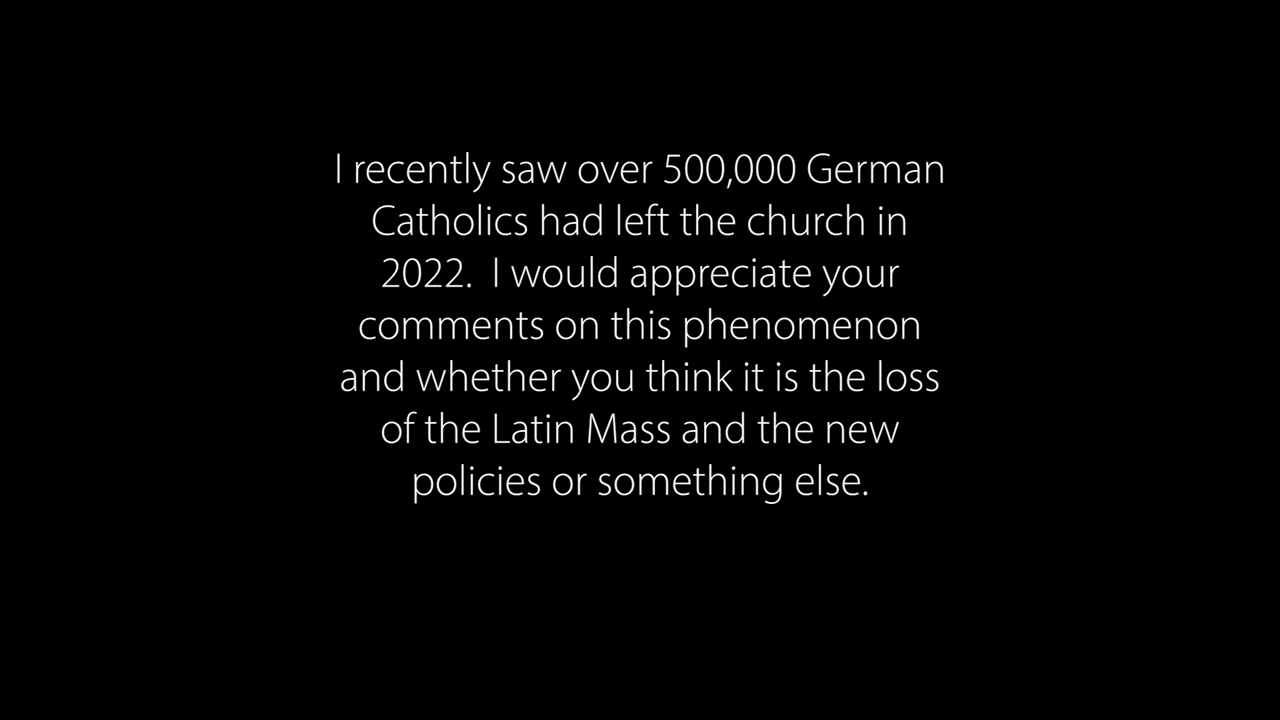 I recently saw over 500,000 German
Catholics had left the church in
2022.  I would appreciate your
comments on this phenomenon
and whether you think it is the loss
of the Latin Mass and the new
policies or something else.